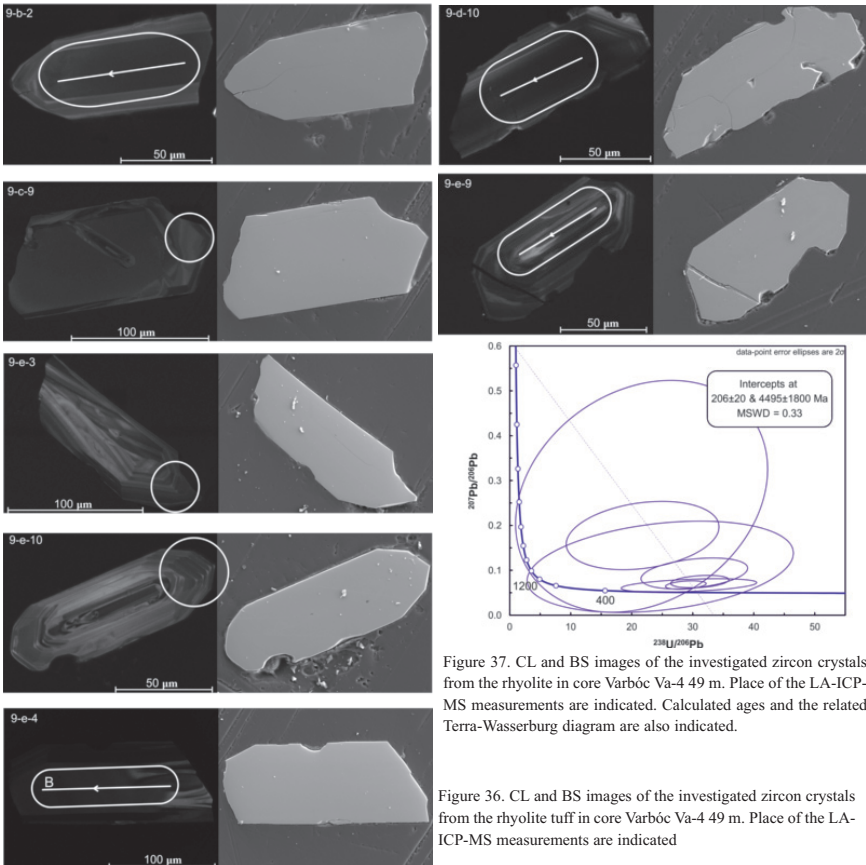 9-b-2
50 μm
9-c-9
100 μm
9-e-3
100 μm
9-e-10
50 μm
9-e-4
B
100 μm
9-d-10
50 μm
9-e-9
50 μm
data-point error ellipses are 2σ
Intercepts at
206±20 & 4495±1800 Ma
MSWD = 0.33
0.6
0.5
0.4
0.3
0.2
0.1
0.0
207Pb/206Pb
1200
400
0
10
20
30
40
50
238U/206Pb
Figure 37. CL and BS images of the investigated zircon crystals
from the rhyolite in core Varbóc Va-4 49 m. Place of the LA-ICP-
MS measurements are indicated. Calculated ages and the related
Terra-Wasserburg diagram are also indicated.
Figure 36. CL and BS images of the investigated zircon crystals
from the rhyolite tuff in core Varbóc Va-4 49 m. Place of the LA-
ICP-MS measurements are indicated